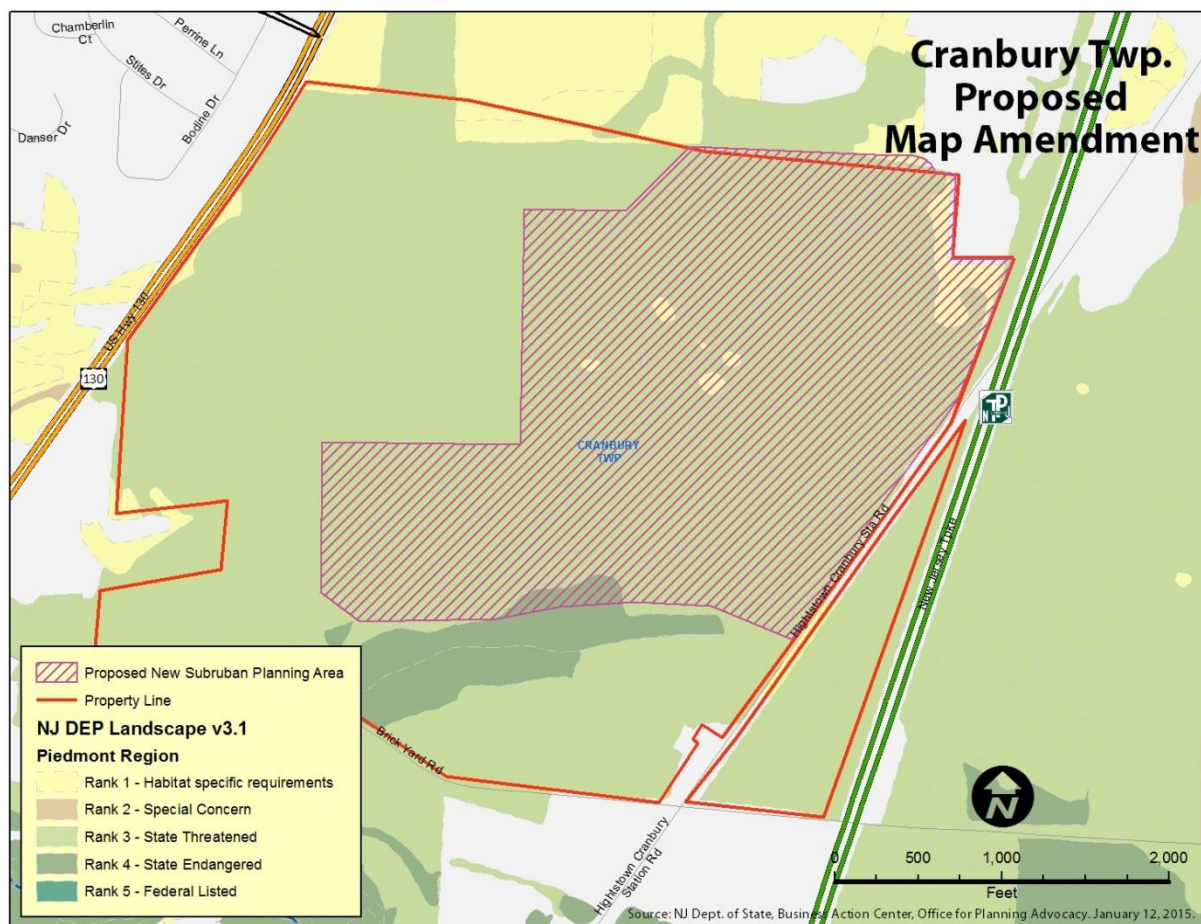 Cranbury Twp.
Proposed
Map Amendment
Chamberlin
Ct
Perrine Ln
Stiles Dr
Bodine Dr
Danser Dr
US Hwy 130
130
CRANBURY
TWP
Hightstown Cranbury Sta Rd
New Jersey Tpke
Brick Yard Rd
Hightstown Cranbury
Station Rd
Proposed New Subruban Planning Area
Property Line
NJ DEP Landscape v3.1
Piedmont Region
Rank 1 - Habitat specific requirements
Rank 2 - Special Concern
Rank 3 - State Threatened
Rank 4 - State Endangered
Rank 5 - Federal Listed
N
0 500 1,000 2,000
Feet
Source: NJ Dept. of State, Business Action Center, Office for Planning Advocacy. January 12, 2015.